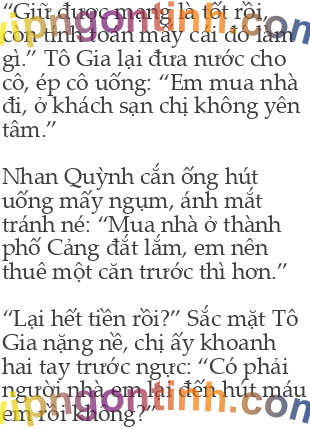 “Giữ được mạng là tốt rồi,
còn tính toán mấy cái đó làm
gì.” Tô Gia lại đưa nước cho
cô, ép cô uống: “Em mua nhà
đi, ở khách sạn chị không yên
tâm.”
Nhan Quỳnh cắn ống hút
uống mấy ngụm, ánh mắt
tránh né: “Mua nhà ở thành
phố Cảng đắt lắm, em nên
thuê một căn trước thì hơn.”
“Lại hết tiền rồi?” Sắc mặt Tô
Gia nặng nề, chị ấy khoanh
hai tay trước ngực: “Có phải
người nhà em lại đến hút máu
em rồi không?”
vipngontinh.com
vipngontinh.com